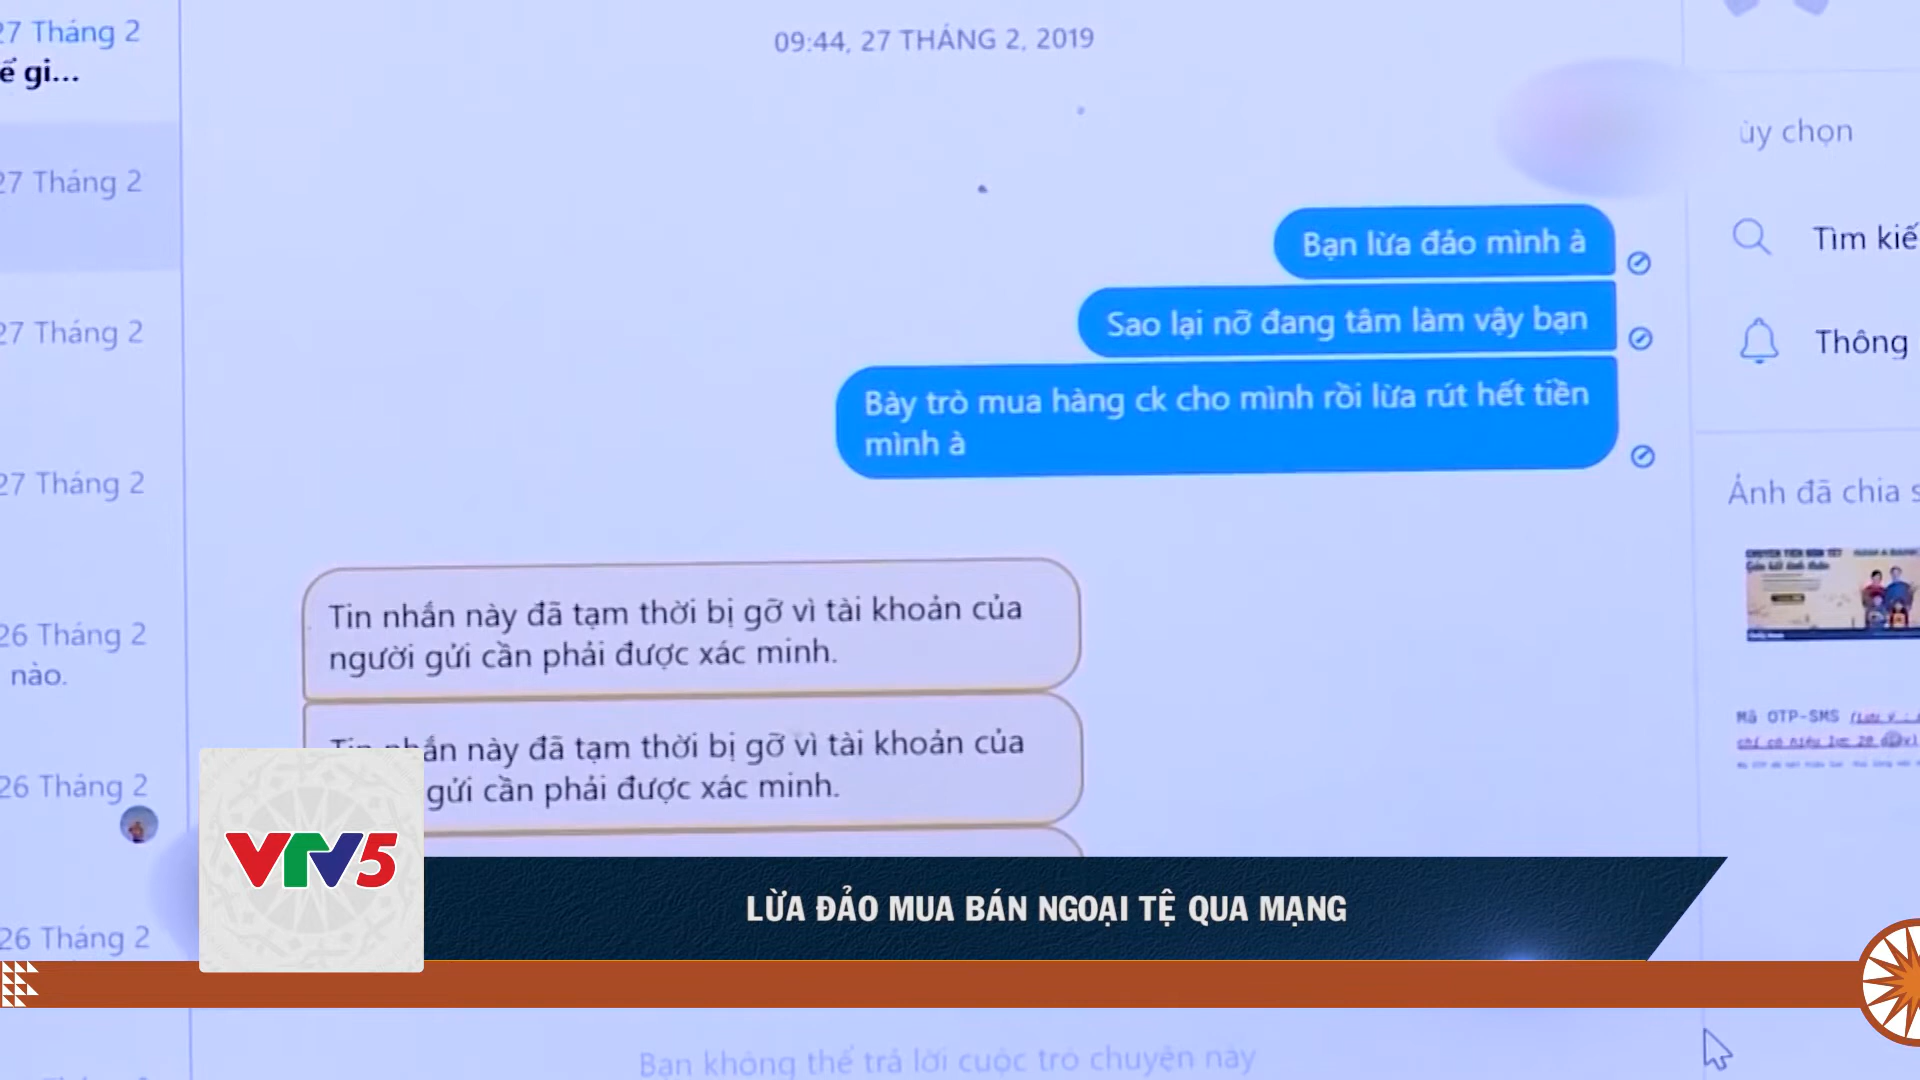 27 Tháng 2
ế gi...
27 Tháng 2
27 Tháng 2
27 Tháng 2
26 Tháng 2
nào.
26 Tháng 2
26 Tháng 2
09:44, 27 THÁNG 2, 2019
Bạn lừa đảo mình à
Sao lại nỡ đang tâm làm vậy bạn
Bày trò mua hàng ck cho mình rồi lừa rút hết tiền
mình à
Tin nhắn này đã tạm thời bị gỡ vì tài khoản của
người gửi cần phải được xác minh.
nhắn này đã tạm thời bị gỡ vì tài khoản của
gửi cần phải được xác minh.
ùy chọn
Tìm kiế
Thông
Ảnh đã chia s
Mã OTP-SMS
VTV5
LỪA ĐẢO MUA BÁN NGOẠI TỆ QUA MẠNG
Bạn không thể trả lời cuộc trò chuyện này